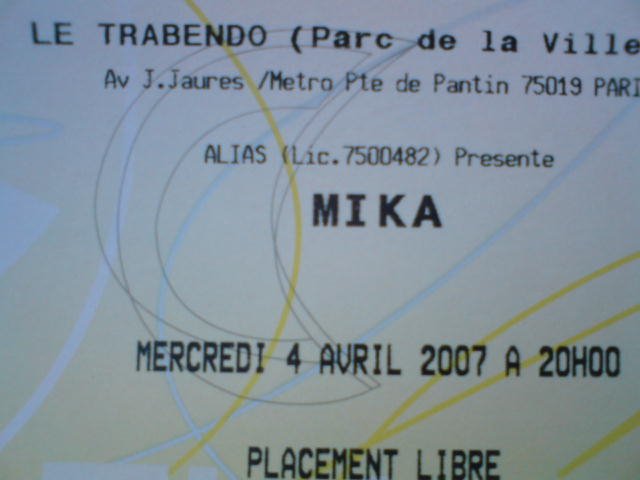 LE TRABENDO (Parc de la Ville
Av J.Jaures /Metro Pte de Pantin 75019 PARI
ALIAS (Lic.7500482) Presente
MIKA
MERCREDI 4 AVRIL 2007 A 20H00
PLACEMENT LIBRE